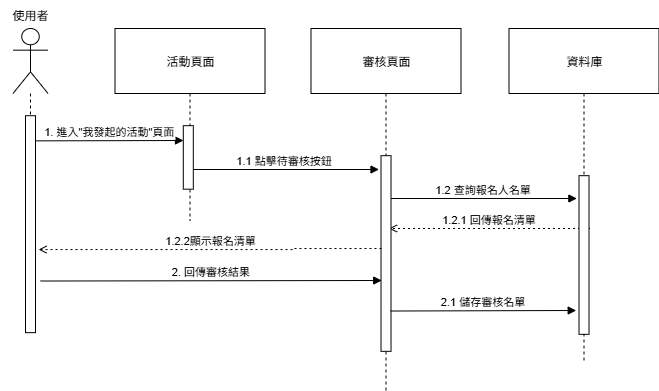 使用者
活動頁面
審核頁面
資料庫
1. 進入"我發起的活動"頁面
1.1 點擊待審核按鈕
1.2 查詢報名人名單
1.2.1 回傳報名清單
1.2.2顯示報名清單
2. 回傳審核結果
2.1 儲存審核名單